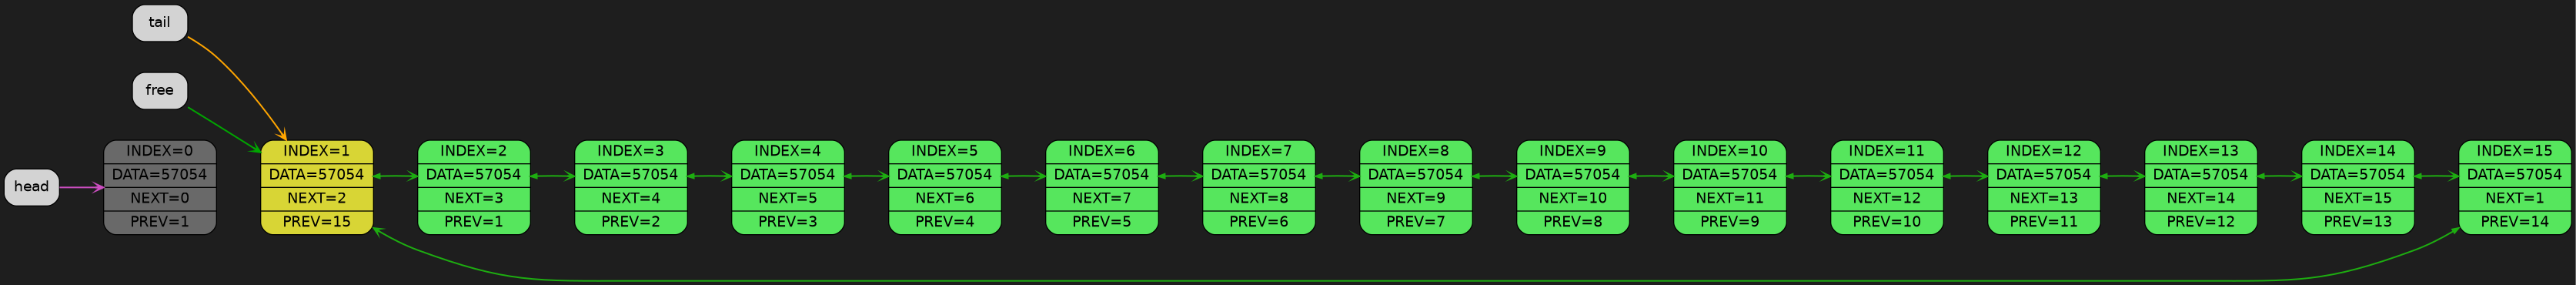 tail
free
head
INDEX=0
DATA=57054
NEXT=0
PREV=1
INDEX=1
DATA=57054
NEXT=2
PREV=15
INDEX=2
DATA=57054
NEXT=3
PREV=1
INDEX=3
DATA=57054
NEXT=4
PREV=2
INDEX=4
DATA=57054
NEXT=5
PREV=3
INDEX=5
DATA=57054
NEXT=6
PREV=4
INDEX=6
DATA=57054
NEXT=7
PREV=5
INDEX=7
DATA=57054
NEXT=8
PREV=6
INDEX=8
DATA=57054
NEXT=9
PREV=7
INDEX=9
DATA=57054
NEXT=10
PREV=8
INDEX=10
DATA=57054
NEXT=11
PREV=9
INDEX=11
DATA=57054
NEXT=12
PREV=10
INDEX=12
DATA=57054
NEXT=13
PREV=11
INDEX=13
DATA=57054
NEXT=14
PREV=12
INDEX=14
DATA=57054
NEXT=15
PREV=13
INDEX=15
DATA=57054
NEXT=1
PREV=14